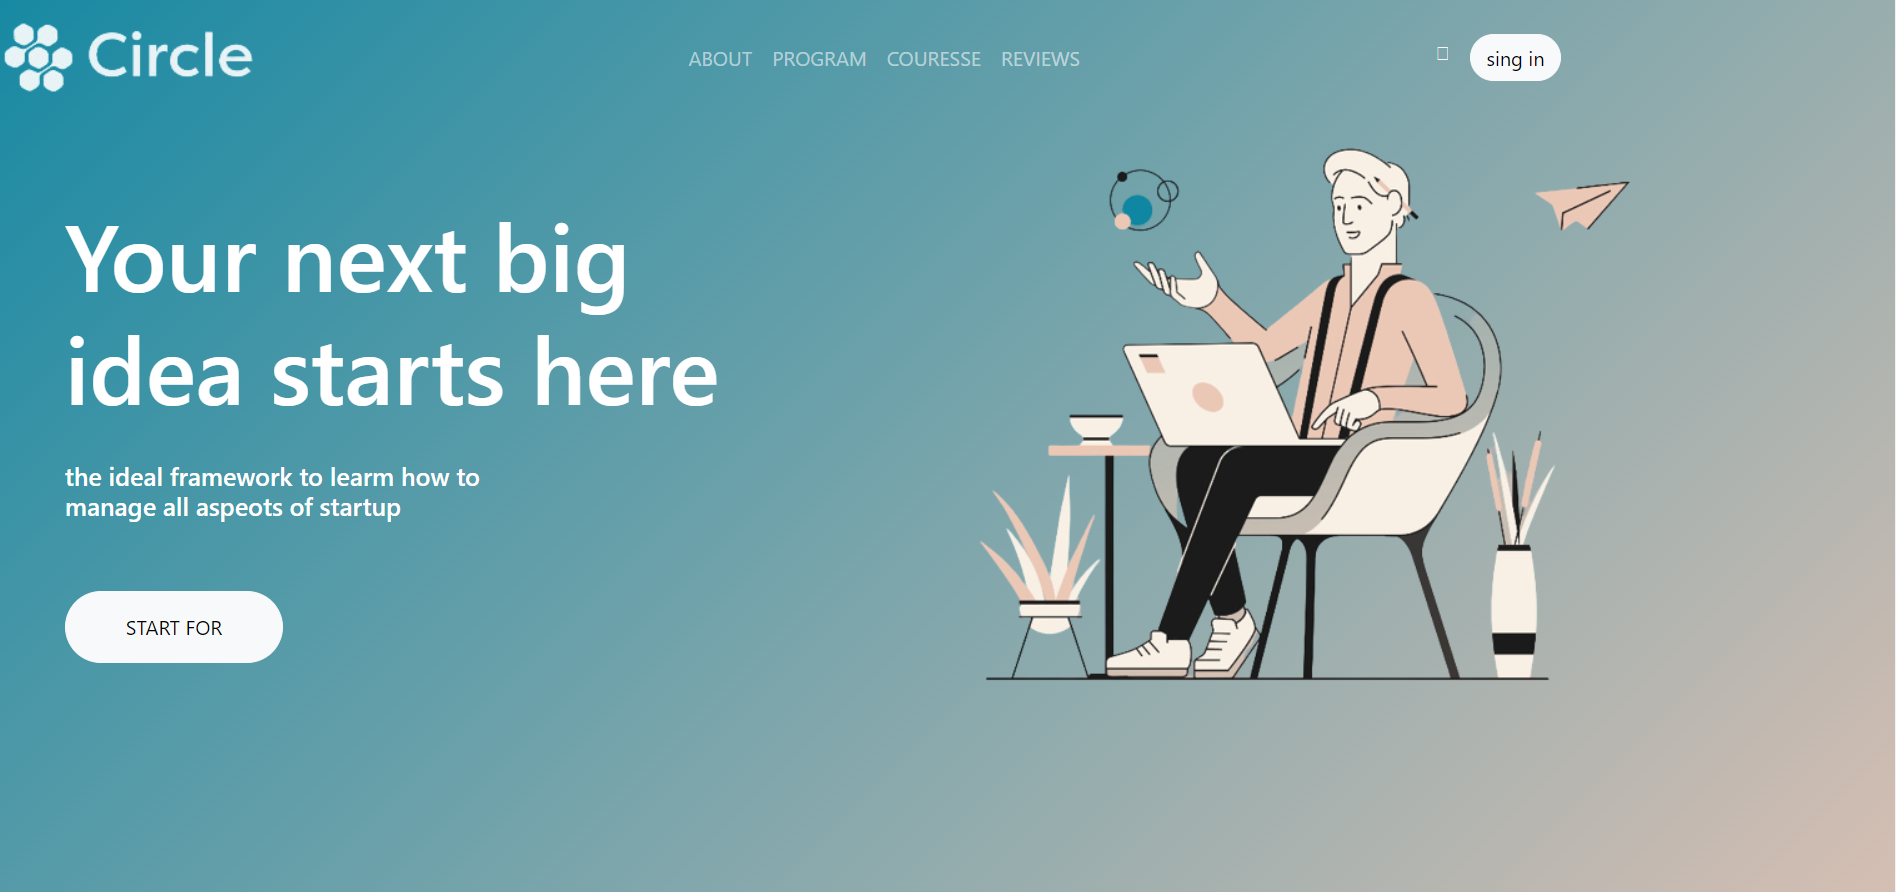 Circle
ABOUT PROGRAM COURESSE REVIEWS
sing in
Your next big
idea starts here
the ideal framework to learm how to
manage all aspeots of startup
START FOR